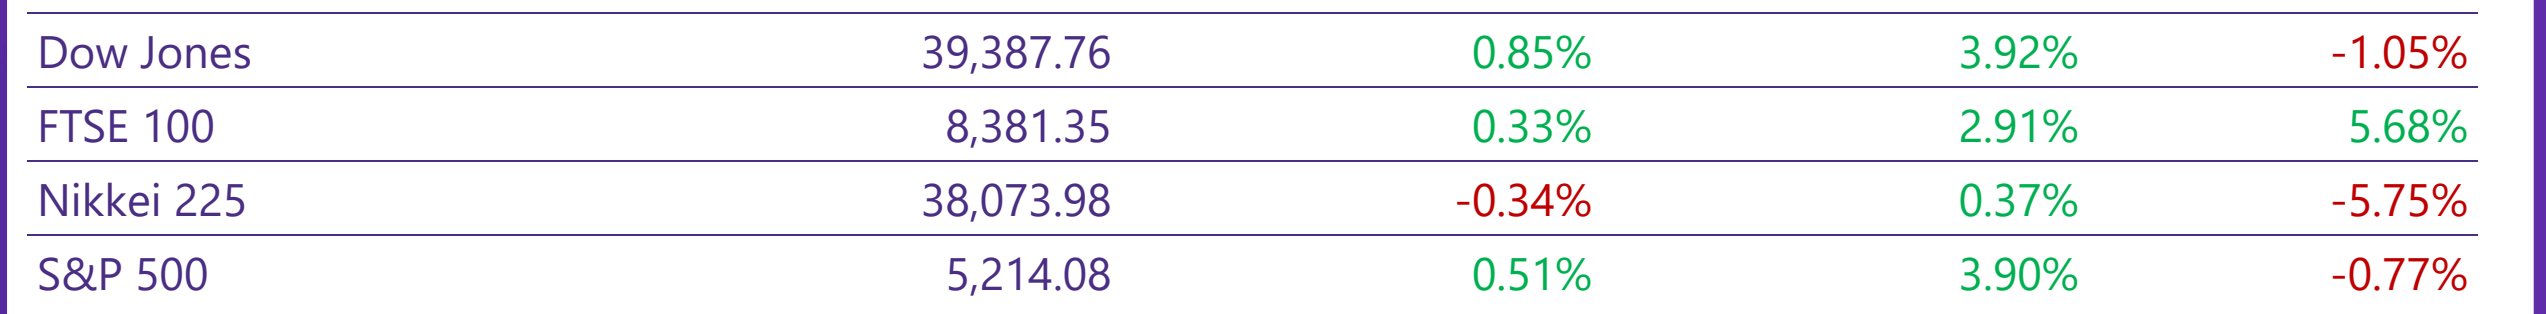 Dow Jones 39,387.76 0.85% 3.92% -1.05%
FTSE 100 8,381.35 0.33% 2.91% 5.68%
Nikkei 225 38,073.98 -0.34% 0.37% -5.75%
S&P 500 5,214.08 0.51% 3.90% -0.77%